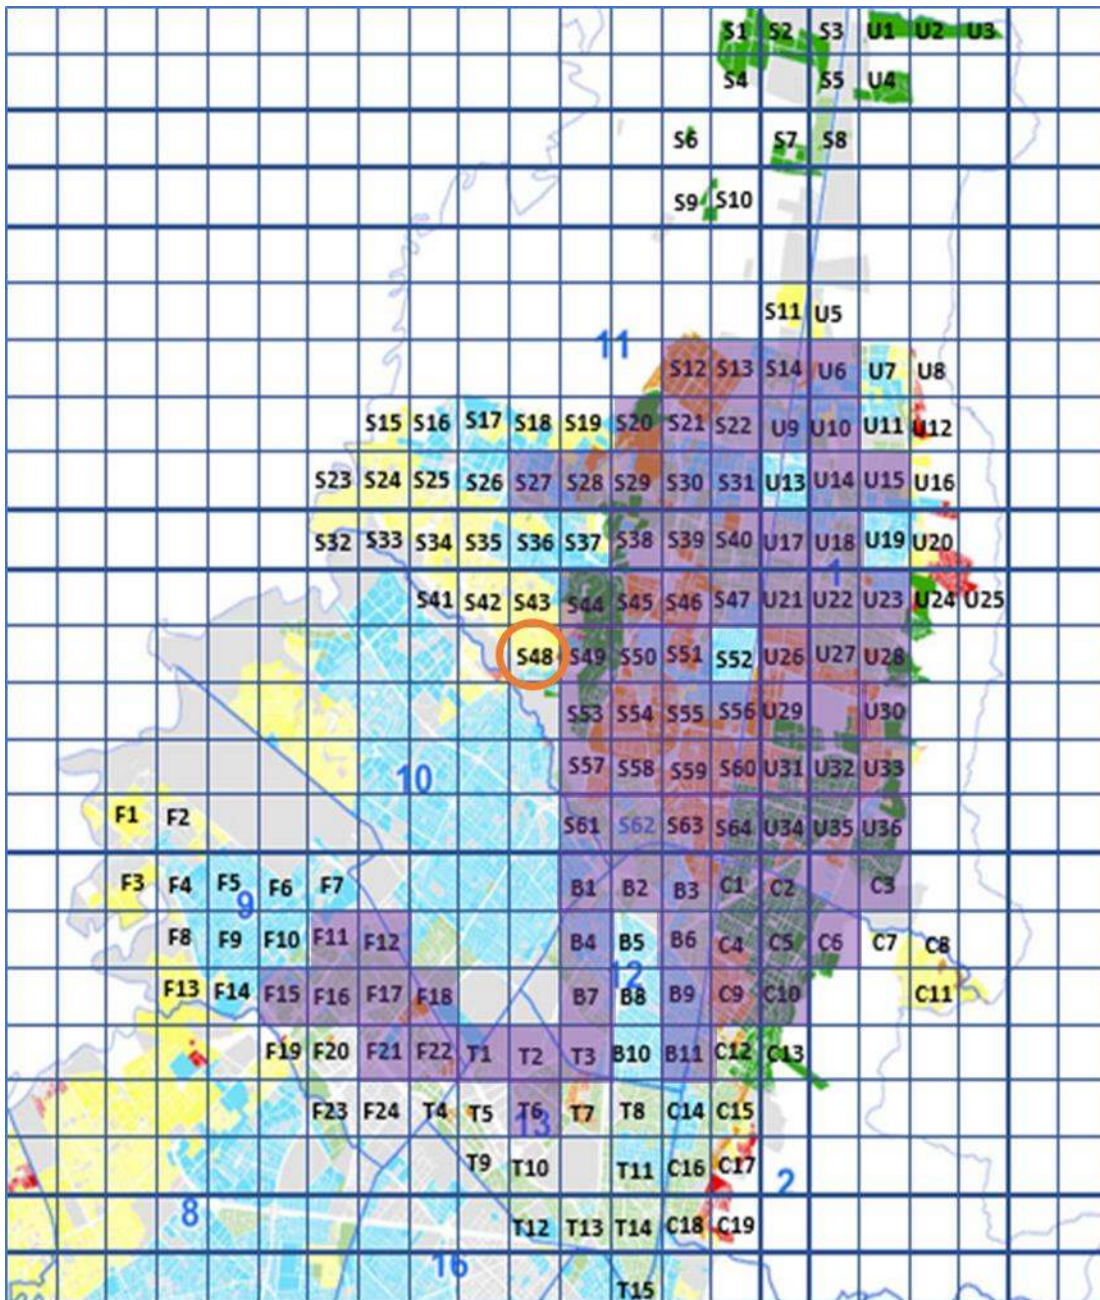 S1 S2 S3 U1 U2 U3
S4 S5 U4
S6 S7 S8
S9 S10
S11 U5
11
S12 S13 S14 U6 U7 U8
S15 S16 S17 S18 S19 S20 S21 S22 U9 U10 U11 U12
S23 S24 S25 S26 S27 S28 S29 S30 S31 U13 U14 U15 U16
S32 S33 S34 S35 S36 S37 S38 S39 S40 U17 U18 U19 U20
1
S41 S42 S43 S44 S45 S46 S47 U21 U22 U23 U24 U25
S48 S49 S50 S51 S52 U26 U27 U28
S53 S54 S55 S56 U29 U30
10
S57 S58 S59 S60 U31 U32 U33
F1 F2 S61 S62 S63 S64 U34 U35 U36
F3 F4 F5 F6 F7 B1 B2 B3 C1 C2 C3
9
F8 F9 F10 F11 F12 B4 B5 B6 C4 C5 C6 C7 C8
12
F13 F14 F15 F16 F17 F18 B7 B8 B9 C9 C10 C11
F19 F20 F21 F22 T1 T2 T3 B10 B11 C12 C13
F23 F24 T4 T5 T6 T7 T8 C14 C15
13
T9 T10 T11 C16 C17
2
8
T12 T13 T14 C18 C19
16
T15